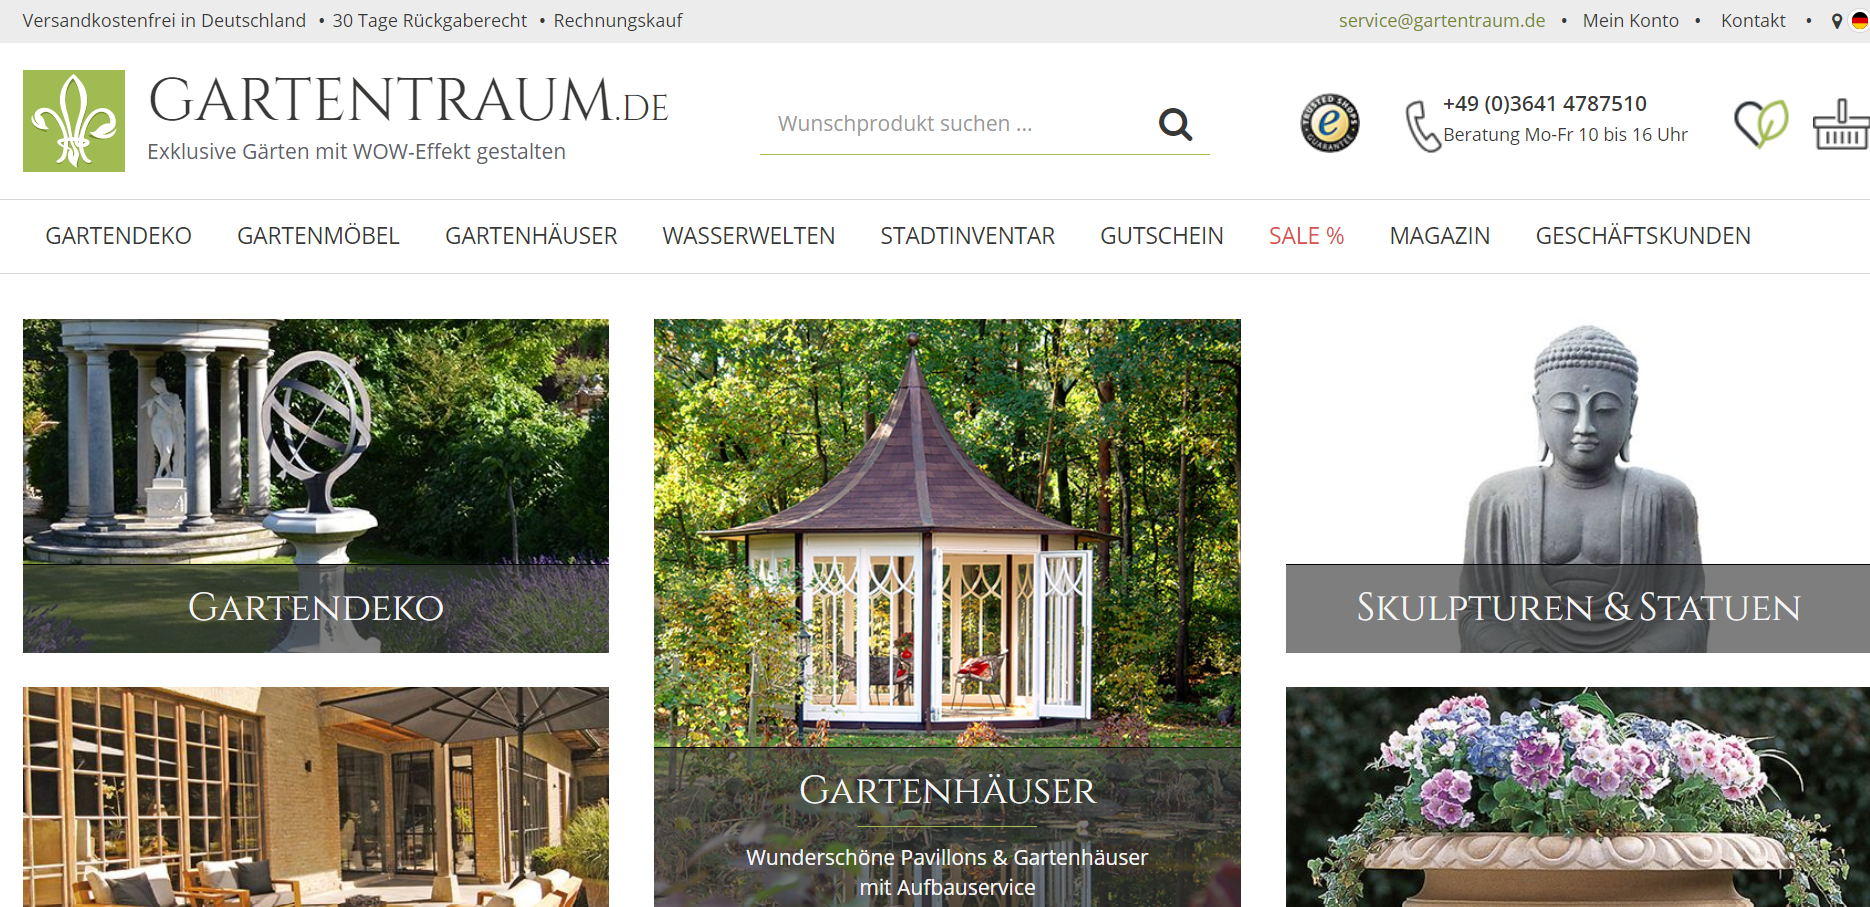 Versandkostenfrei in Deutschland • 30 Tage Rückgaberecht • Rechnungskauf
service@gartentraum.de • Mein Konto • Kontakt •
GARTENTRAUM.DE
Exklusive Gärten mit WOW-Effekt gestalten
Wunschprodukt suchen ...
TRUSTED SHOPS
e
GUARANTEE
+49 (0)3641 4787510
Beratung Mo-Fr 10 bis 16 Uhr
GARTENDEKO GARTENMÖBEL GARTENHÄUSER WASSERWELTEN STADTINVENTAR GUTSCHEIN SALE % MAGAZIN GESCHÄFTSKUNDEN
GARTENDEKO
SKULPTUREN & STATUEN
GARTENHÄUSER
Wunderschöne Pavillons & Gartenhäuser
mit Aufbauservice